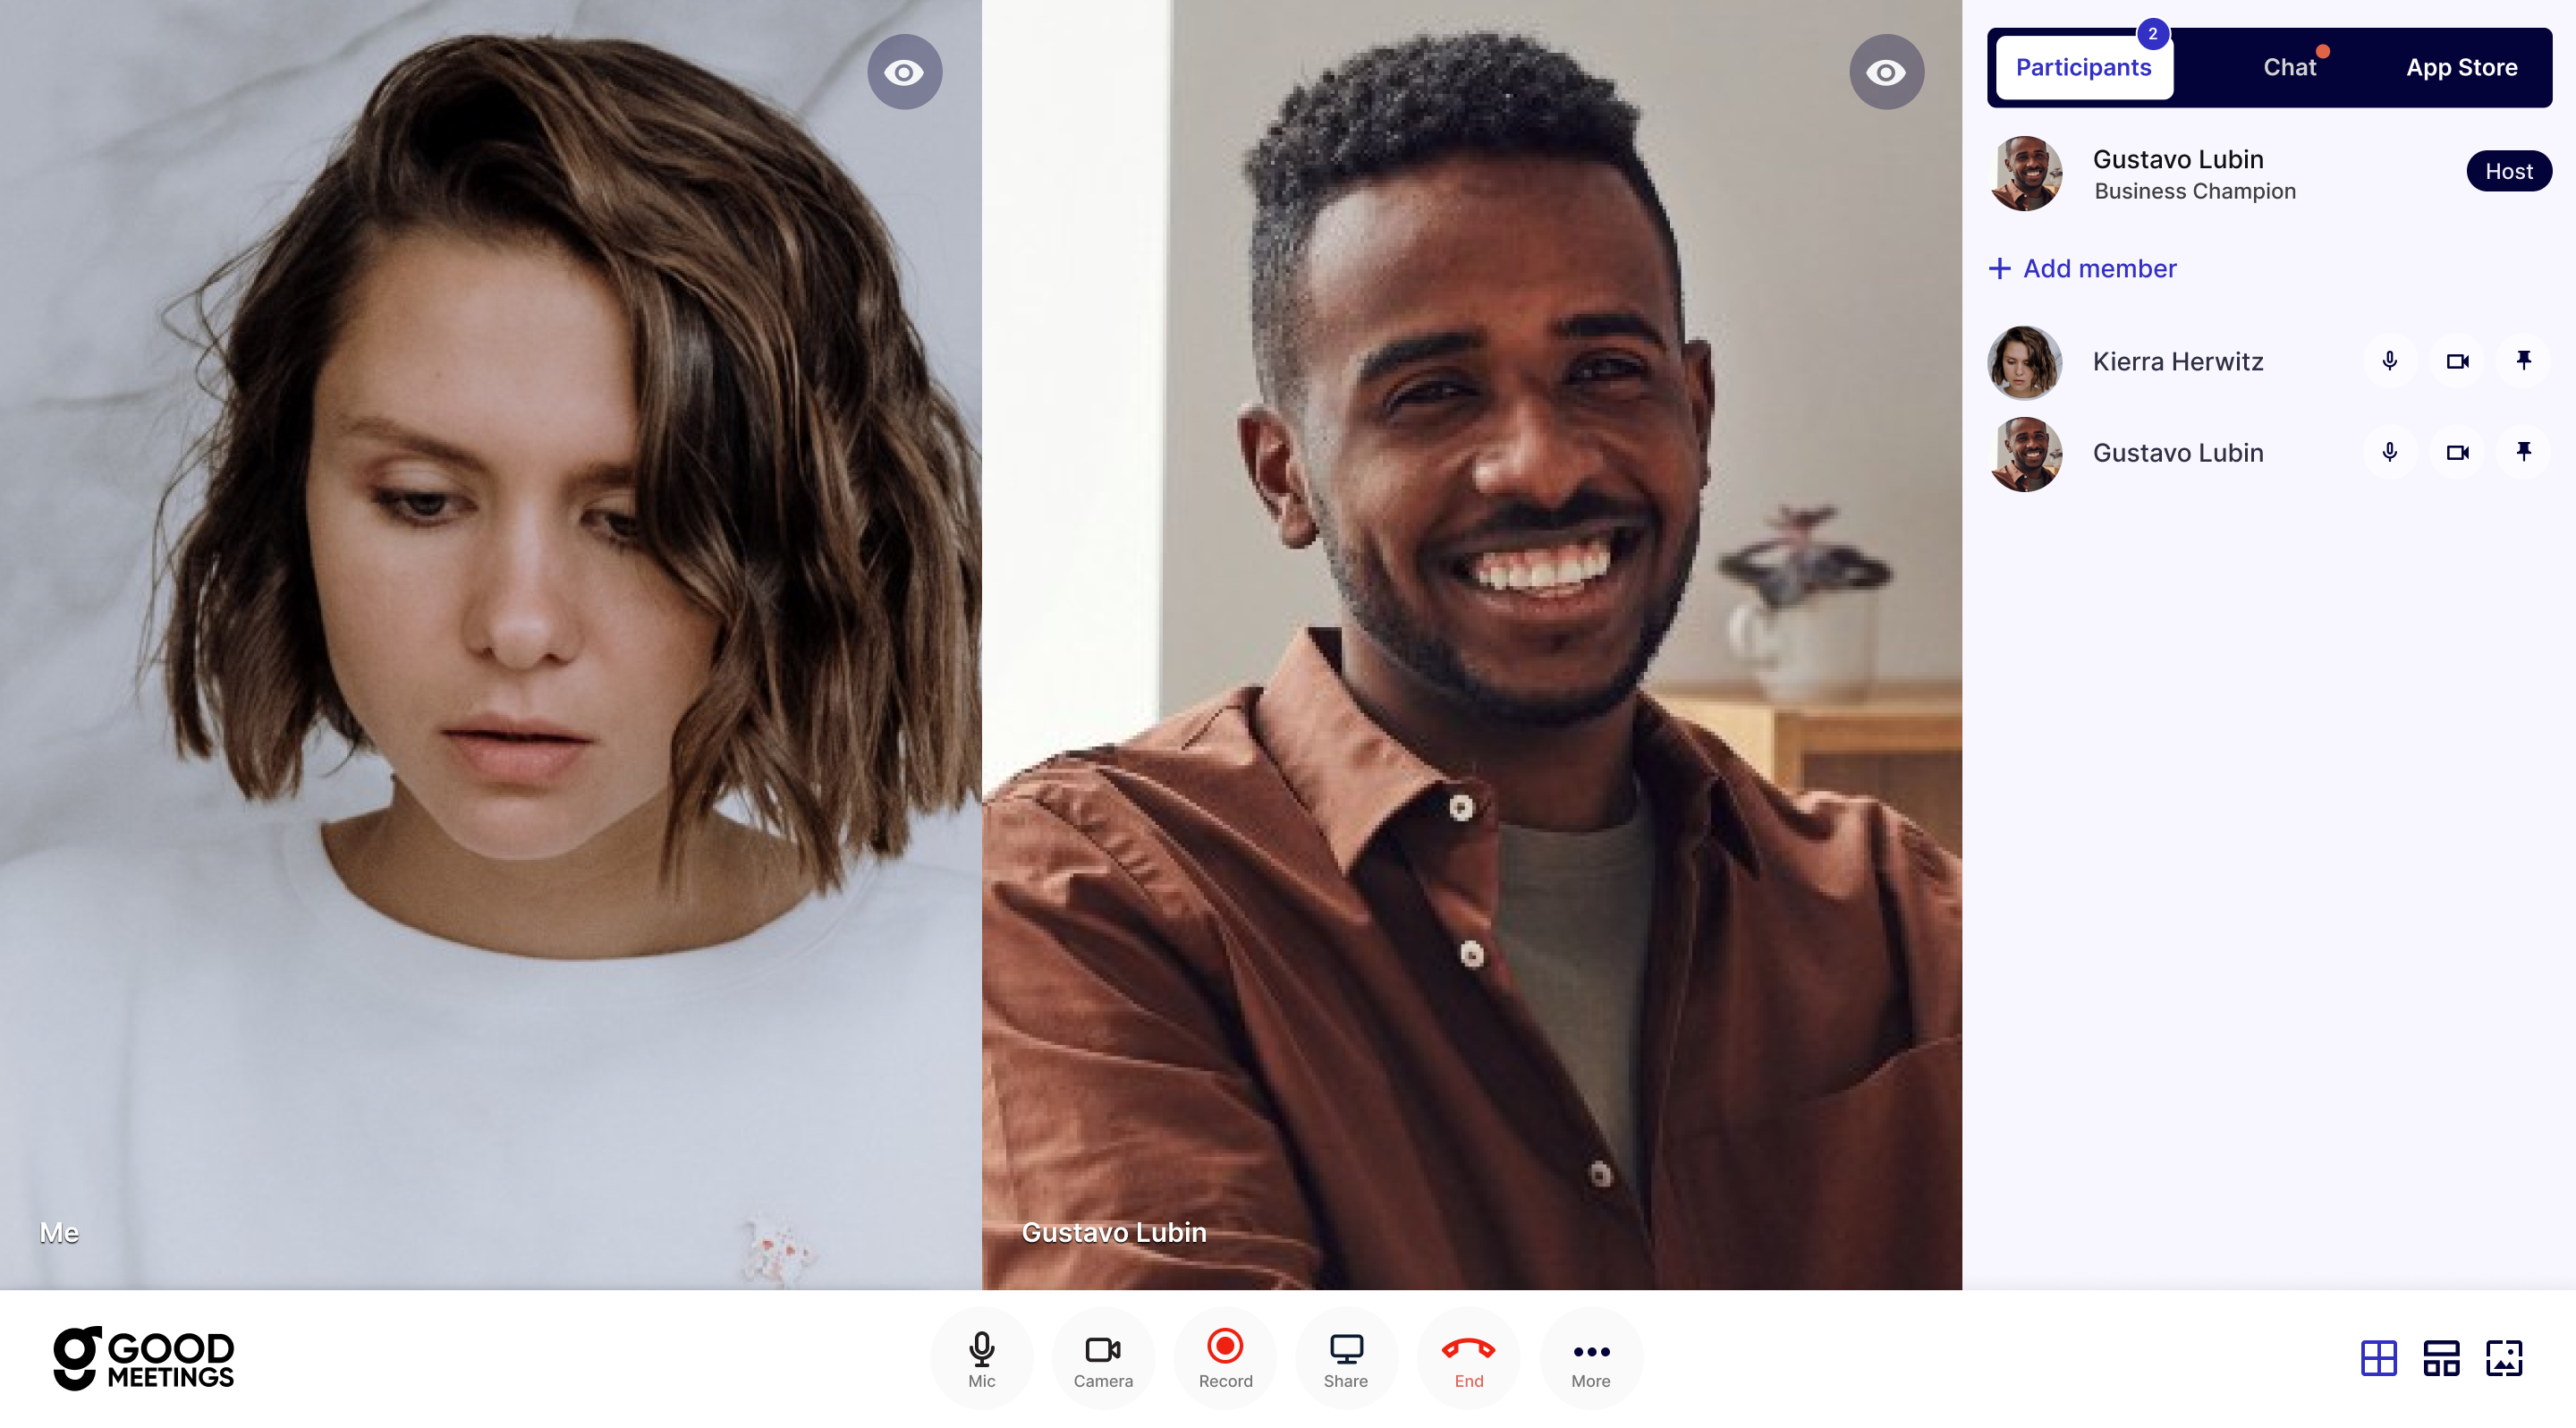 2
Participants
Chat
App Store
Gustavo Lubin
Business Champion
Host
+ Add member
Kierra Herwitz
Gustavo Lubin
Me
Gustavo Lubin
GOOD
MEETINGS
Mic
Camera
Record
Share
End
More